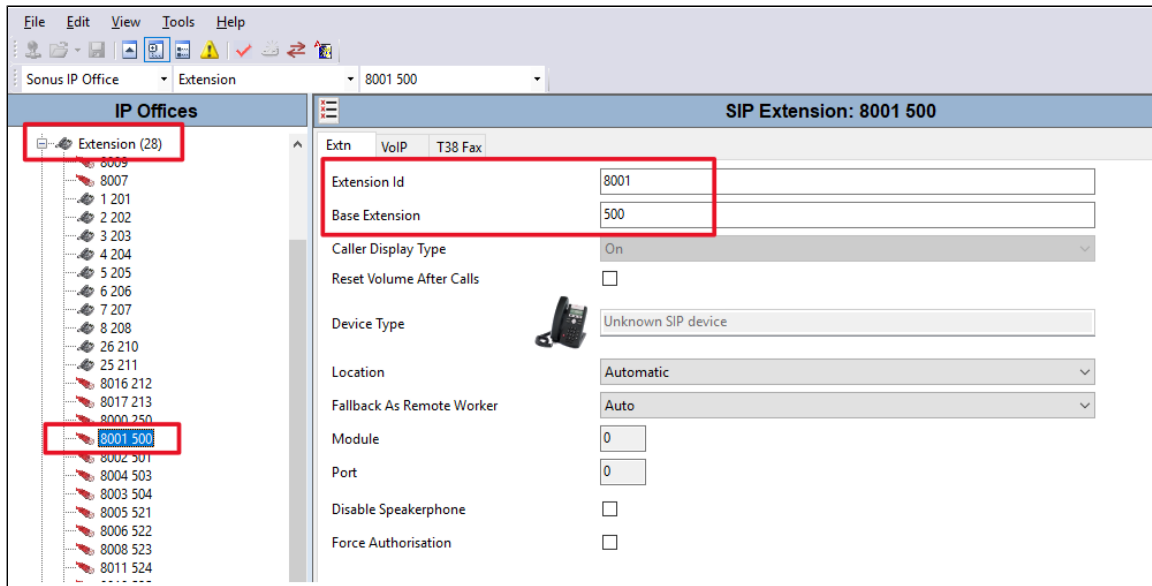 File Edit View Tools Help
Sonus IP Office Extension 8001 500
IP Offices
Extension (28)
8009
8007
1 201
2 202
3 203
4 204
5 205
6 206
7 207
8 208
26 210
25 211
8016 212
8017 213
8000 250
8001 500
8002 501
8004 503
8003 504
8005 521
8006 522
8008 523
8011 524
SIP Extension: 8001 500
Extn VoIP T38 Fax
Extension Id 8001
Base Extension 500
Caller Display Type On
Reset Volume After Calls
Device Type Unknown SIP device
Location Automatic
Fallback As Remote Worker Auto
Module 0
Port 0
Disable Speakerphone
Force Authorisation